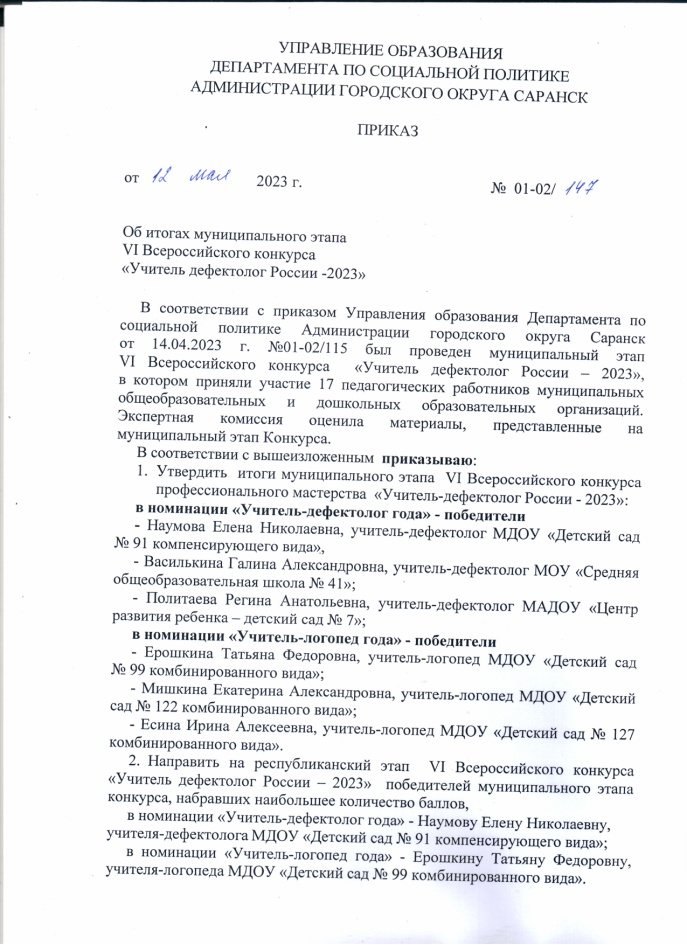 УПРАВЛЕНИЕ ОБРАЗОВАНИЯ
ДЕПАРТАМЕНТА ПО СОЦИАЛЬНОЙ ПОЛИТИКЕ
АДМИНИСТРАЦИИ ГОРОДСКОГО ОКРУГА САРАНСК
ПРИКАЗ
от 12 мая 2023 г. № 01-02/ 147
Об итогах муниципального этапа
VI Всероссийского конкурса
«Учитель дефектолог России -2023»
В соответствии с приказом Управления образования Департамента по
социальной политике Администрации городского округа Саранск
от 14.04.2023 г. №01-02/115 был проведен муниципальный этап
VI Всероссийского конкурса «Учитель дефектолог России – 2023»,
в котором приняли участие 17 педагогических работников муниципальных
общеобразовательных и дошкольных образовательных организаций.
Экспертная комиссия оценила материалы, представленные на
муниципальный этап Конкурса.
В соответствии с вышеизложенным приказываю:
1. Утвердить итоги муниципального этапа VI Всероссийского конкурса
профессионального мастерства «Учитель-дефектолог России - 2023»:
в номинации «Учитель-дефектолог года» - победители
- Наумова Елена Николаевна, учитель-дефектолог МДОУ «Детский сад
№ 91 компенсирующего вида»,
- Василькина Галина Александровна, учитель-дефектолог МОУ «Средняя
общеобразовательная школа № 41»;
- Политаева Регина Анатольевна, учитель-дефектолог МАДОУ «Центр
развития ребенка – детский сад № 7»;
в номинации «Учитель-логопед года» - победители
- Ерошкина Татьяна Федоровна, учитель-логопед МДОУ «Детский сад
№ 99 комбинированного вида»;
- Мишкина Екатерина Александровна, учитель-логопед МДОУ «Детский
сад № 122 комбинированного вида»;
- Есина Ирина Алексеевна, учитель-логопед МДОУ «Детский сад № 127
комбинированного вида».
2. Направить на республиканский этап VI Всероссийского конкурса
«Учитель дефектолог России – 2023» победителей муниципального этапа
конкурса, набравших наибольшее количество баллов,
в номинации «Учитель-дефектолог года» - Наумову Елену Николаевну,
учителя-дефектолога МДОУ «Детский сад № 91 компенсирующего вида»;
в номинации «Учитель-логопед года» - Ерошкину Татьяну Федоровну,
учителя-логопеда МДОУ «Детский сад № 99 комбинированного вида».